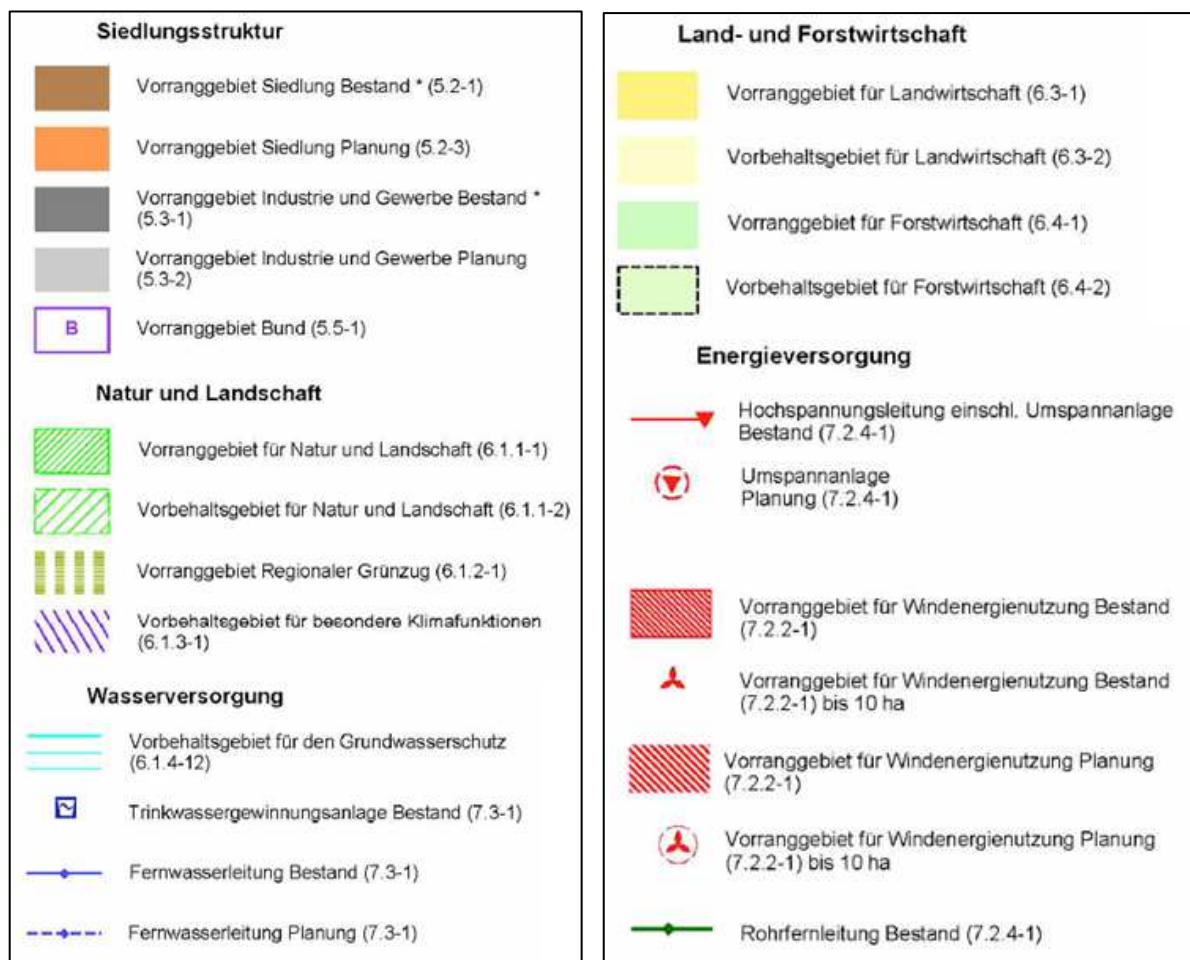 Siedlungsstruktur
Vorranggebiet Siedlung Bestand * (5.2-1)
Vorranggebiet Siedlung Planung (5.2-3)
Vorranggebiet Industrie und Gewerbe Bestand *
(5.3-1)
Vorranggebiet Industrie und Gewerbe Planung
(5.3-2)
B
Vorranggebiet Bund (5.5-1)
Natur und Landschaft
Vorranggebiet für Natur und Landschaft (6.1.1-1)
Vorbehaltsgebiet für Natur und Landschaft (6.1.1-2)
Vorranggebiet Regionaler Grünzug (6.1.2-1)
Vorbehaltsgebiet für besondere Klimafunktionen
(6.1.3-1)
Wasserversorgung
Vorbehaltsgebiet für den Grundwasserschutz
(6.1.4-12)
Trinkwassergewinnungsanlage Bestand (7.3-1)
Fernwasserleitung Bestand (7.3-1)
Fernwasserleitung Planung (7.3-1)
Land- und Forstwirtschaft
Vorranggebiet für Landwirtschaft (6.3-1)
Vorbehaltsgebiet für Landwirtschaft (6.3-2)
Vorranggebiet für Forstwirtschaft (6.4-1)
Vorbehaltsgebiet für Forstwirtschaft (6.4-2)
Energieversorgung
Hochspannungsleitung einschl. Umspannanlage
Bestand (7.2.4-1)
Umspannanlage
Planung (7.2.4-1)
Vorranggebiet für Windenergienutzung Bestand
(7.2.2-1)
Vorranggebiet für Windenergienutzung Bestand
(7.2.2-1) bis 10 ha
Vorranggebiet für Windenergienutzung Planung
(7.2.2-1)
Vorranggebiet für Windenergienutzung Planung
(7.2.2-1) bis 10 ha
Rohrfernleitung Bestand (7.2.4-1)